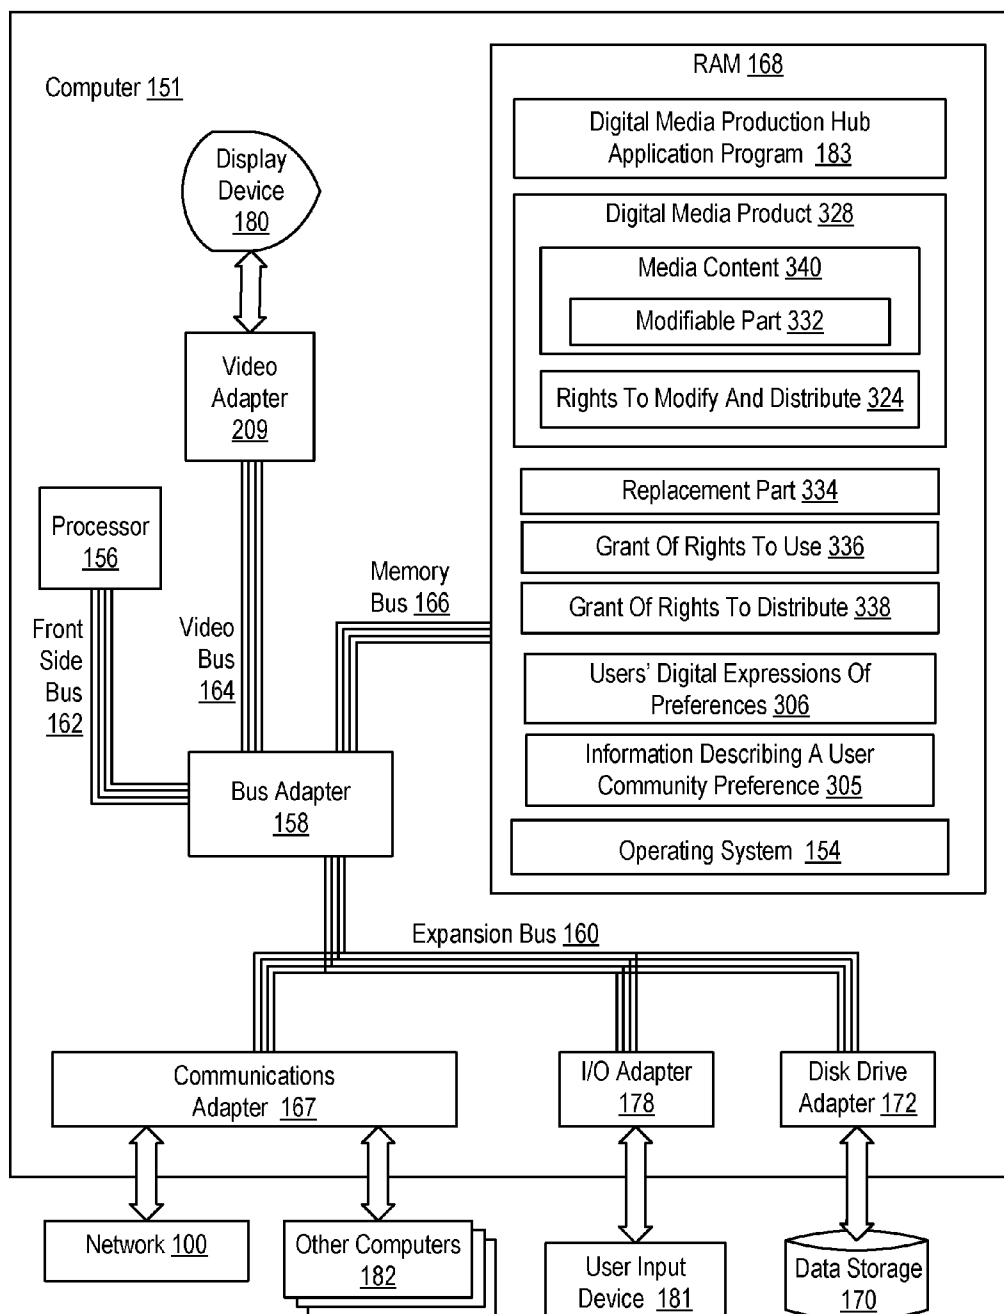 Computer 151
RAM 168
Digital Media Production Hub
Application Program 183
Digital Media Product 328
Media Content 340
Modifiable Part 332
Rights To Modify And Distribute 324
Replacement Part 334
Grant Of Rights To Use 336
Grant Of Rights To Distribute 338
Users’ Digital Expressions Of
Preferences 306
Information Describing A User
Community Preference 305
Operating System 154
Display
Device
180
Video
Adapter
209
Processor
156
Front
Side
Bus
162
Video
Bus
164
Memory
Bus 166
Bus Adapter
158
Expansion Bus 160
Communications
Adapter 167
I/O Adapter
178
Disk Drive
Adapter 172
Network 100
Other Computers
182
User Input
Device 181
Data Storage
170